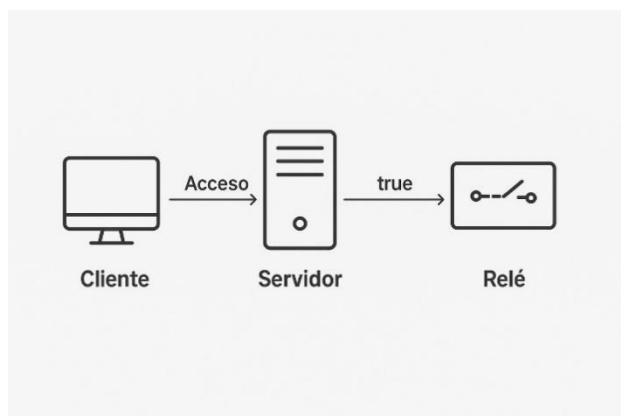 Acceso
true
Cliente
Servidor
Relé